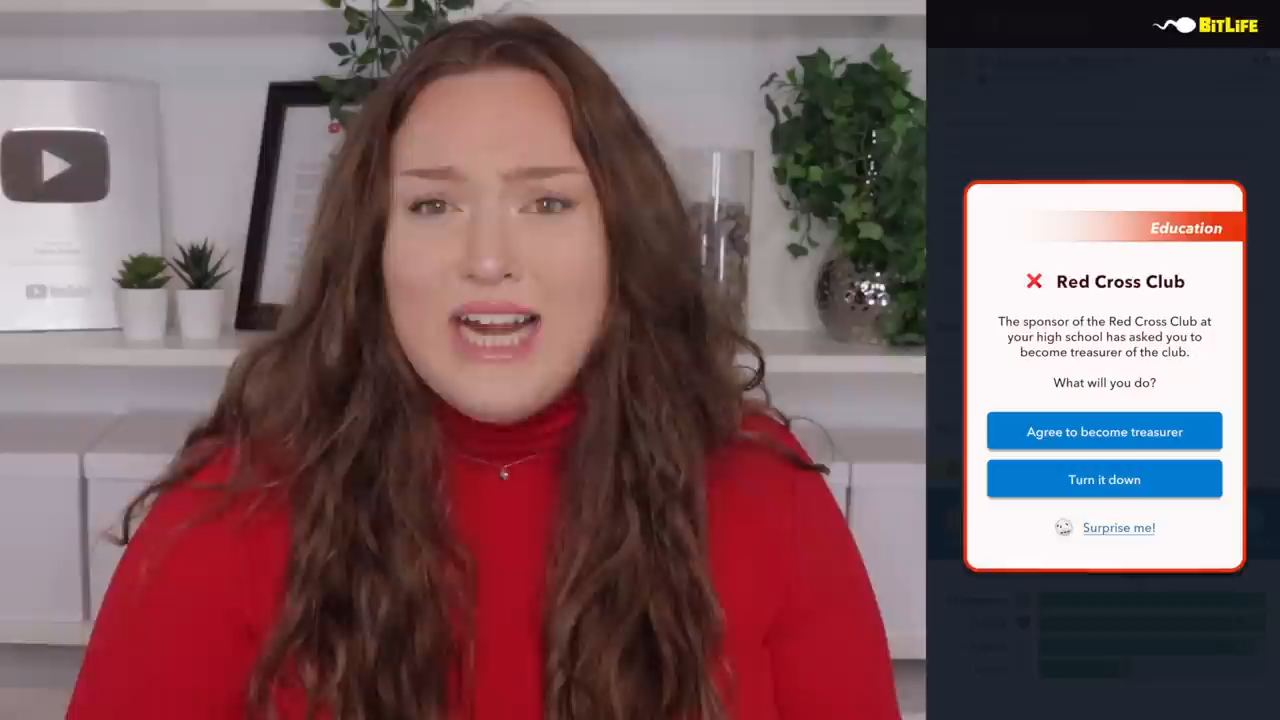 BITLIFE
Education
Red Cross Club
The sponsor of the Red Cross Club at
your high school has asked you to
become treasurer of the club.
What will you do?
Agree to become treasurer
Turn it down
Surprise me!